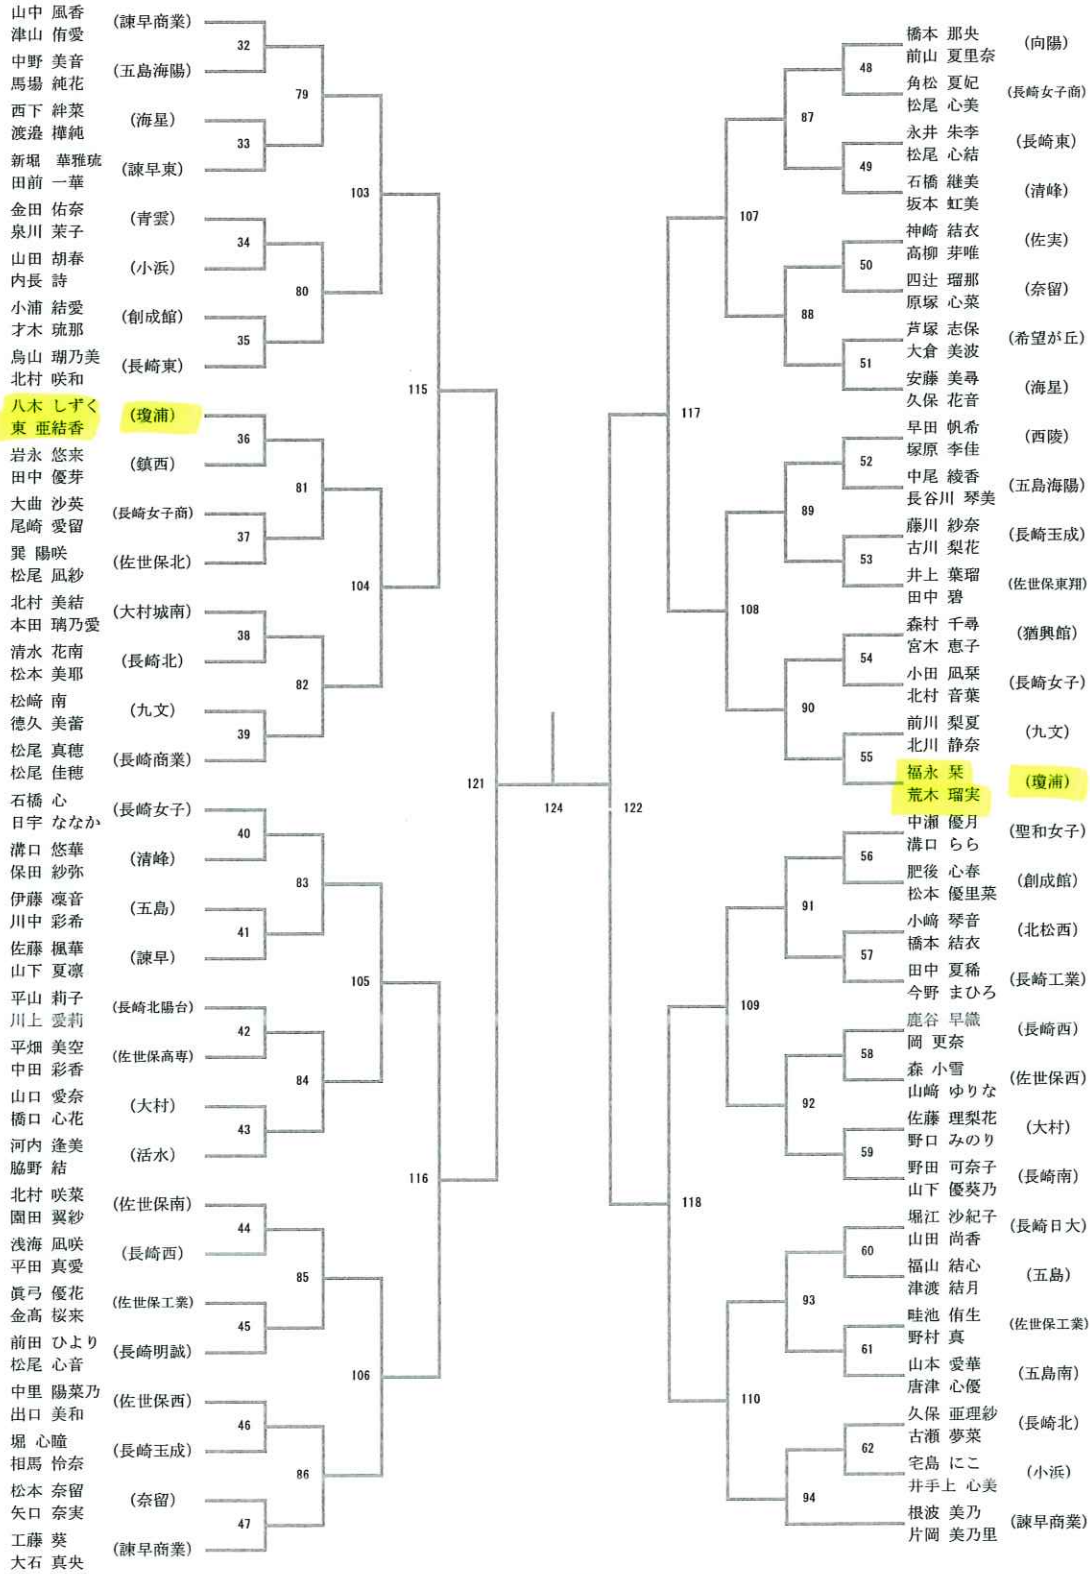 山中 風香
津山 侑愛
(諫早商業)
32
中野 美音
馬場 純花
(五島海陽)
79
西下 絆菜
渡邉 樺純
(海星)
33
新堀 華雅琉
田前 一華
(諫早東)
103
金田 佑奈
泉川 茉子
(青雲)
34
山田 胡春
内長 詩
(小浜)
80
小浦 結愛
才木 琉那
(創成館)
35
烏山 瑚乃美
北村 咲和
(長崎東)
115
八木 しずく
東 亜結香
(瓊浦)
36
岩永 悠来
田中 優芽
(鎮西)
81
大曲 沙英
尾崎 愛留
(長崎女子商)
37
巽 陽咲
松尾 凪紗
(佐世保北)
104
北村 美結
本田 璃乃愛
(大村城南)
38
清水 花南
松本 美耶
(長崎北)
82
松﨑 南
德久 美蕾
(九文)
39
松尾 真穂
松尾 佳穂
(長崎商業)
121
石橋 心
日宇 ななか
(長崎女子)
40
溝口 悠華
保田 紗弥
(清峰)
83
伊藤 凜音
川中 彩希
(五島)
41
佐藤 楓華
山下 夏凛
(諫早)
105
平山 莉子
川上 愛莉
(長崎北陽台)
42
平畑 美空
中田 彩香
(佐世保高専)
84
山口 愛奈
橋口 心花
(大村)
43
河内 逢美
脇野 結
(活水)
116
北村 咲菜
園田 翼紗
(佐世保南)
44
浅海 凪咲
平田 真愛
(長崎西)
85
眞弓 優花
金髙 桜来
(佐世保工業)
45
前田 ひより
松尾 心音
(長崎明誠)
106
中里 陽菜乃
出口 美和
(佐世保西)
46
堀 心瞳
相馬 怜奈
(長崎玉成)
86
松本 奈留
矢口 奈実
(奈留)
47
工藤 葵
大石 真央
(諫早商業)
124
橋本 那央
前山 夏里奈
(向陽)
48
角松 夏妃
松尾 心美
(長崎女子商)
87
永井 朱李
松尾 心結
(長崎東)
49
石橋 継美
坂本 虹美
(清峰)
107
神崎 結衣
高柳 芽唯
(佐実)
50
四辻 瑠那
原塚 心菜
(奈留)
88
芦塚 志保
大倉 美波
(希望が丘)
51
安藤 美尋
久保 花音
(海星)
117
早田 帆希
塚原 李佳
(西陵)
52
中尾 綾香
長谷川 琴美
(五島海陽)
89
藤川 紗奈
古川 梨花
(長崎玉成)
53
井上 葉瑠
田中 碧
(佐世保東翔)
108
森村 千尋
宮木 恵子
(猶興館)
54
小田 凪栞
北村 音葉
(長崎女子)
90
前川 梨夏
北川 静奈
(九文)
55
福永 栞
荒木 瑠実
(瓊浦)
122
中瀬 優月
溝口 らら
(聖和女子)
56
肥後 心春
松本 優里菜
(創成館)
91
小﨑 琴音
橋本 結衣
(北松西)
57
田中 夏稀
今野 まひろ
(長崎工業)
109
鹿谷 早織
岡 更奈
(長崎西)
58
森 小雪
山﨑 ゆりな
(佐世保西)
92
佐藤 理梨花
野口 みのり
(大村)
59
野田 可奈子
山下 優葵乃
(長崎南)
118
堀江 沙紀子
山田 尚香
(長崎日大)
60
福山 結心
津渡 結月
(五島)
93
畦池 侑生
野村 真
(佐世保工業)
61
山本 愛華
唐津 心優
(五島南)
110
久保 亜理紗
古瀬 夢菜
(長崎北)
62
宅島 にこ
井手上 心美
(小浜)
94
根波 美乃
片岡 美乃里
(諫早商業)